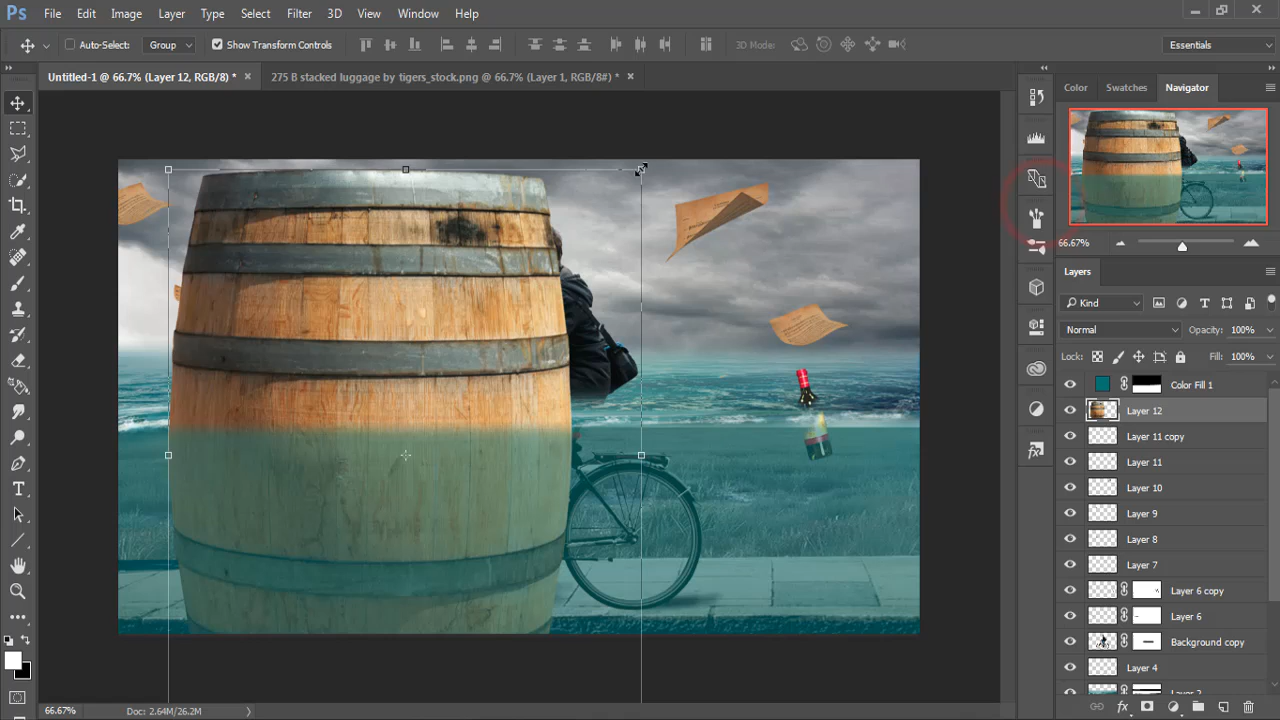 Ps File Edit Image Layer Type Select Filter 3D View Window Help
Auto-Select: Group Show Transform Controls 3D Mode: Essentials
Untitled-1 @ 66.7% (Layer 12, RGB/8) * × 275 B stacked luggage by tigers_stock.png @ 66.7% (Layer 1, RGB/8#) * ×
Color Swatches Navigator
66.67%
Layers
Kind
Normal Opacity: 100%
Lock: Fill: 100%
Color Fill 1
Layer 12
Layer 11 copy
Layer 11
Layer 10
Layer 9
Layer 8
Layer 7
Layer 6 copy
Layer 6
Background copy
Layer 4
Layer 2
66.67% Doc: 2.64M/26.2M